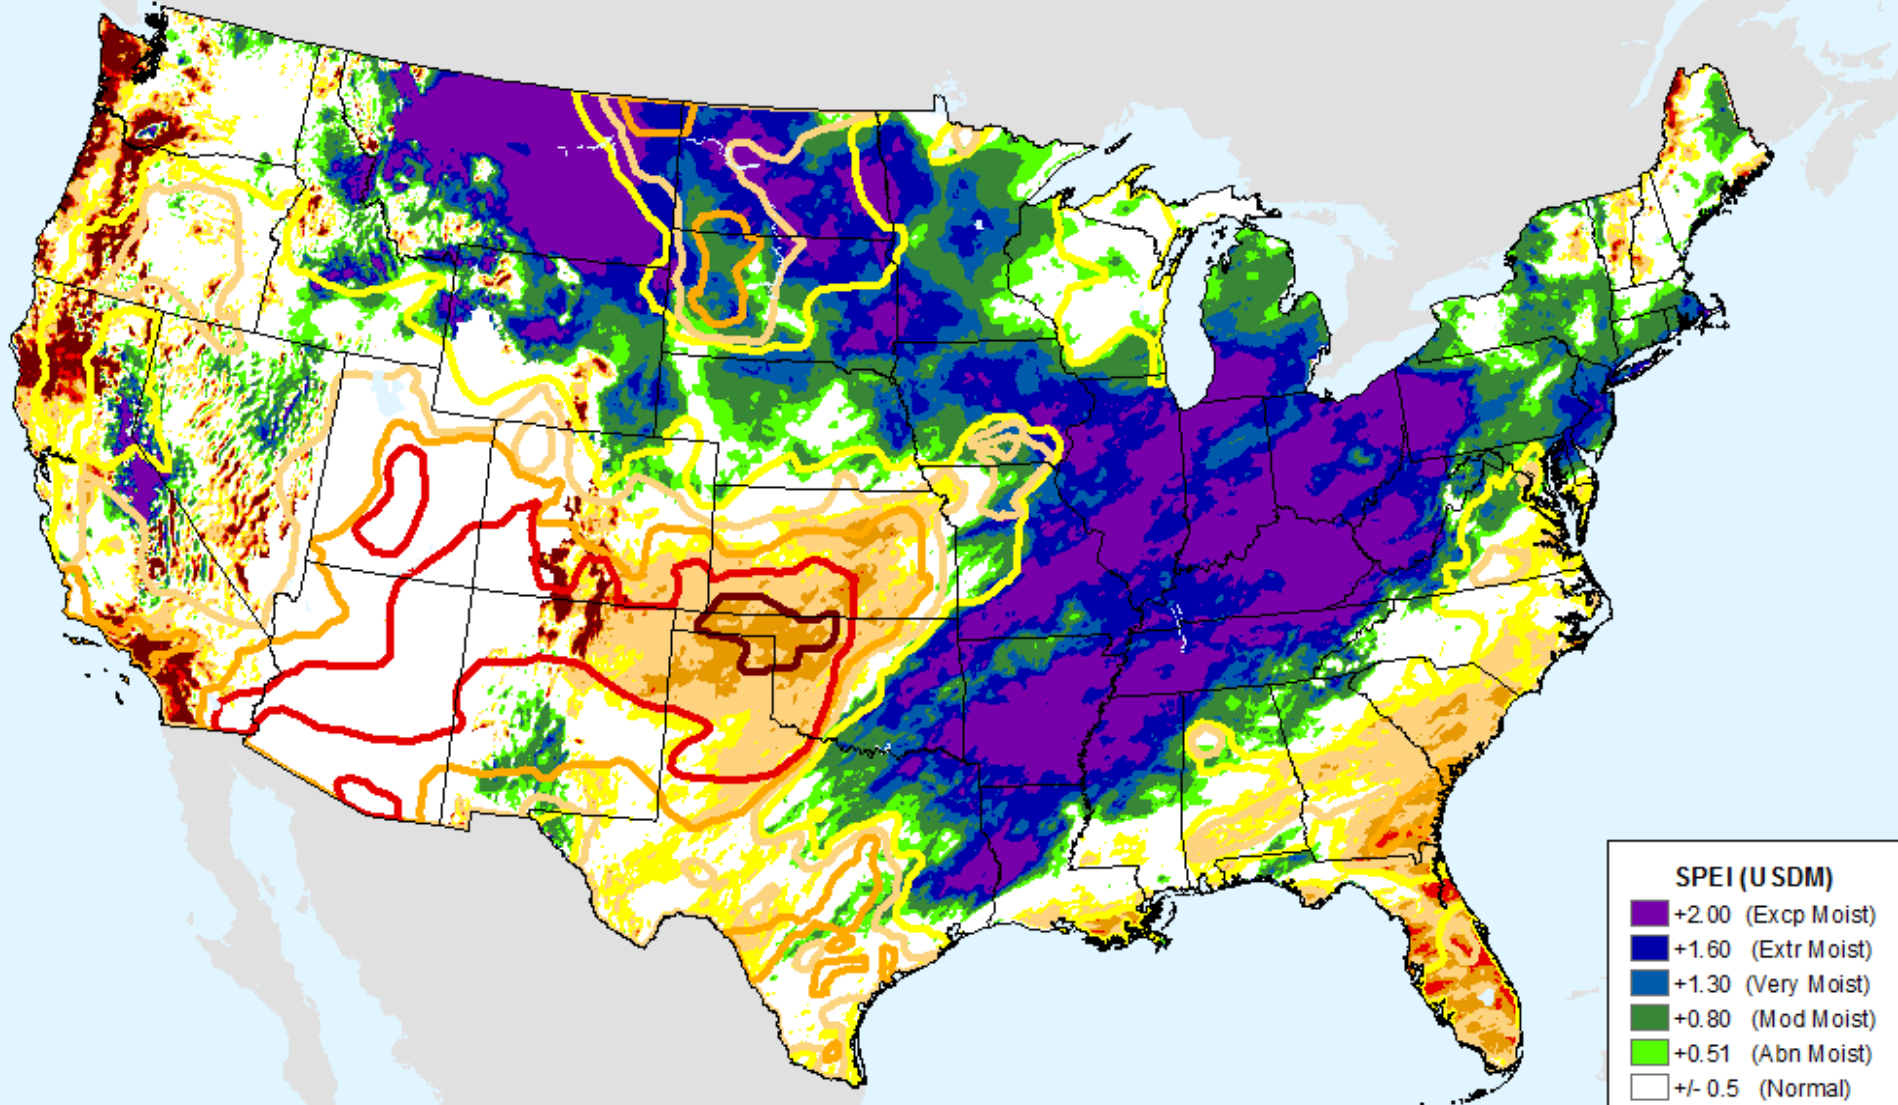 SPEI (USDM)
+2.00 (Excp Moist)
+1.60 (Extr Moist)
+1.30 (Very Moist)
+0.80 (Mod Moist)
+0.51 (Abn Moist)
+/- 0.5 (Normal)